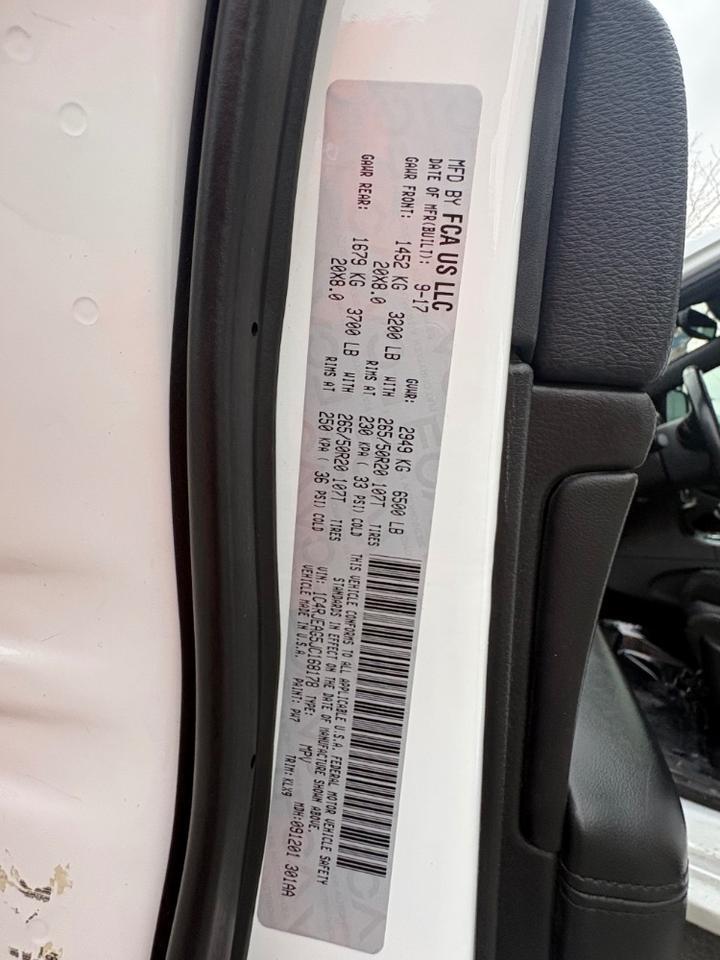 MFD BY FCA US LLC
DATE OF MFR(BUILT): 9-17 GVWR: 2949 KG 6500 LB
GAWR FRONT: 1452 KG 3200 LB WITH 265/50R20 107T TIRES
20X8.0 RIMS AT 230 KPA ( 33 PSI) COLD
GAWR REAR: 1679 KG 3700 LB WITH 265/50R20 107T TIRES
20X8.0 RIMS AT 250 KPA ( 36 PSI) COLD
THIS VEHICLE CONFORMS TO ALL APPLICABLE U.S.A. FEDERAL MOTOR VEHICLE SAFETY
STANDARDS IN EFFECT ON THE DATE OF MANUFACTURE SHOWN ABOVE.
VIN: 1C4RJEAG5JC168178 TYPE: MPV MDH:091201 301AA
VEHICLE MADE IN U.S.A. PAINT: PW7 TRIM:KLX9